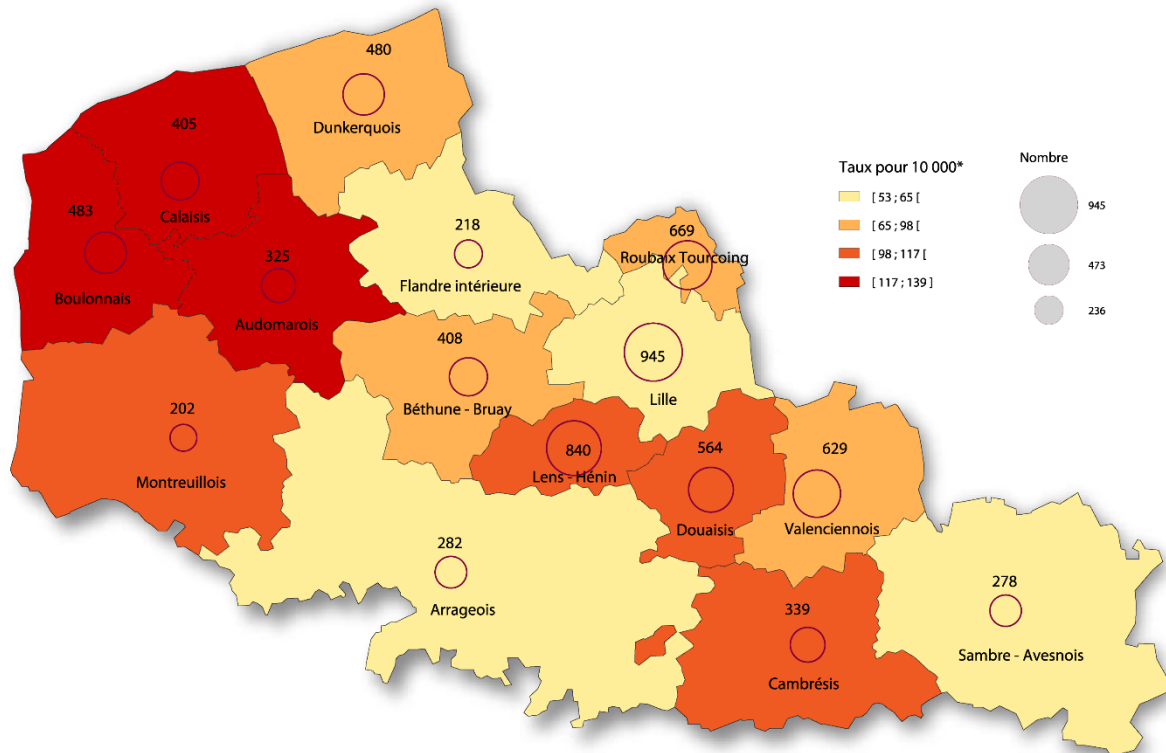 480
Dunkerquois
405
Calaisis
483
Boulonnais
325
Audomarois
218
Flandre intérieure
669
Roubaix Tourcoing
408
Béthune - Bruay
945
Lille
202
Montreuillois
840
Lens - Hénin
564
Douaisis
629
Valenciennois
282
Arrageois
339
Cambrésis
278
Sambre - Avesnois
Taux pour 10 000*
[ 53 ; 65 [
[ 65 ; 98 [
[ 98 ; 117 [
[ 117 ; 139 ]
Nombre
945
473
236